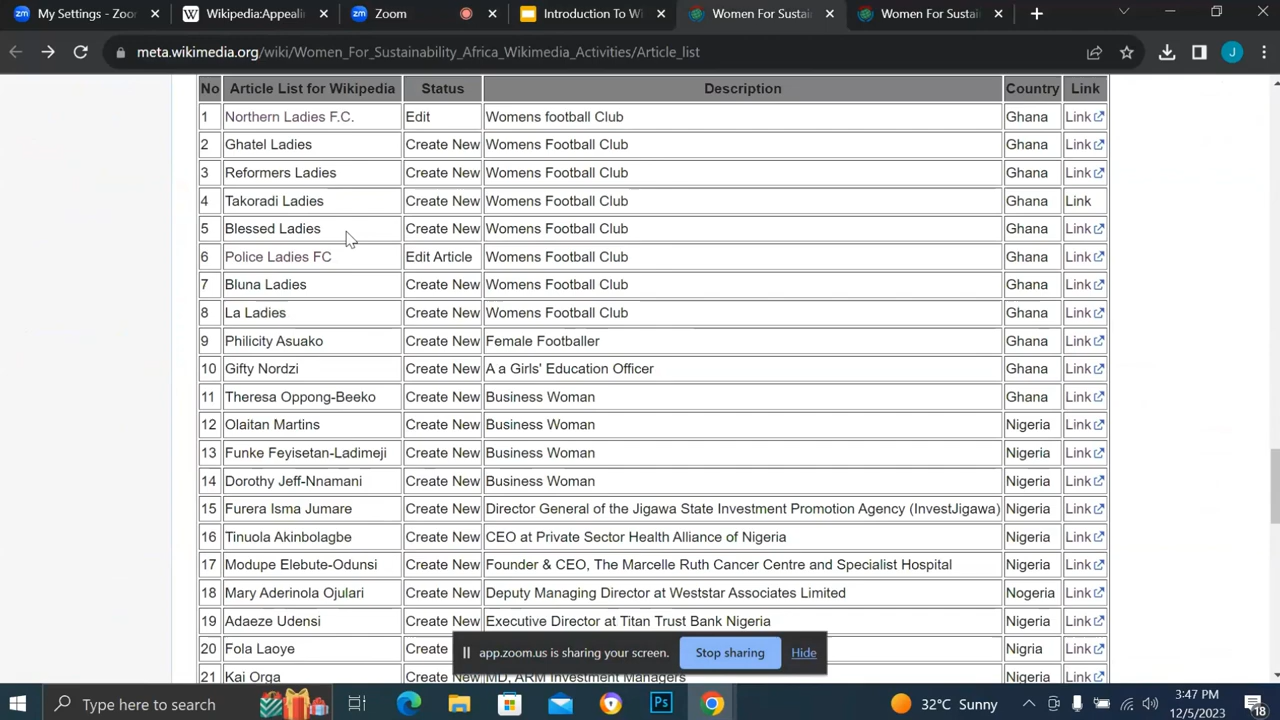 My Settings - Zoo
Wikipedia:Appealin
Zoom
Introduction To Wi
Women For Sustai
Women For Sustai
meta.wikimedia.org/wiki/Women_For_Sustainability_Africa_Wikimedia_Activities/Article_list
J
No Article List for Wikipedia Status Description Country Link
1 Northern Ladies F.C. Edit Womens football Club Ghana Link
2 Ghatel Ladies Create New Womens Football Club Ghana Link
3 Reformers Ladies Create New Womens Football Club Ghana Link
4 Takoradi Ladies Create New Womens Football Club Ghana Link
5 Blessed Ladies Create New Womens Football Club Ghana Link
6 Police Ladies FC Edit Article Womens Football Club Ghana Link
7 Bluna Ladies Create New Womens Football Club Ghana Link
8 La Ladies Create New Womens Football Club Ghana Link
9 Philicity Asuako Create New Female Footballer Ghana Link
10 Gifty Nordzi Create New A a Girls' Education Officer Ghana Link
11 Theresa Oppong-Beeko Create New Business Woman Ghana Link
12 Olaitan Martins Create New Business Woman Nigeria Link
13 Funke Feyisetan-Ladimeji Create New Business Woman Nigeria Link
14 Dorothy Jeff-Nnamani Create New Business Woman Nigeria Link
15 Furera Isma Jumare Create New Director General of the Jigawa State Investment Promotion Agency (InvestJigawa) Nigeria Link
16 Tinuola Akinbolagbe Create New CEO at Private Sector Health Alliance of Nigeria Nigeria Link
17 Modupe Elebute-Odunsi Create New Founder & CEO, The Marcelle Ruth Cancer Centre and Specialist Hospital Nigeria Link
18 Mary Aderinola Ojulari Create New Deputy Managing Director at Weststar Associates Limited Nogeria Link
19 Adaeze Udensi Create New Executive Director at Titan Trust Bank Nigeria Nigeria Link
20 Fola Laoye Create Nigria Link
21 Kai Orga Create MD, ARM Investment Managers Nigeria Link
app.zoom.us is sharing your screen. Stop sharing Hide
Type here to search
32°C Sunny
3:47 PM
12/5/2023
18